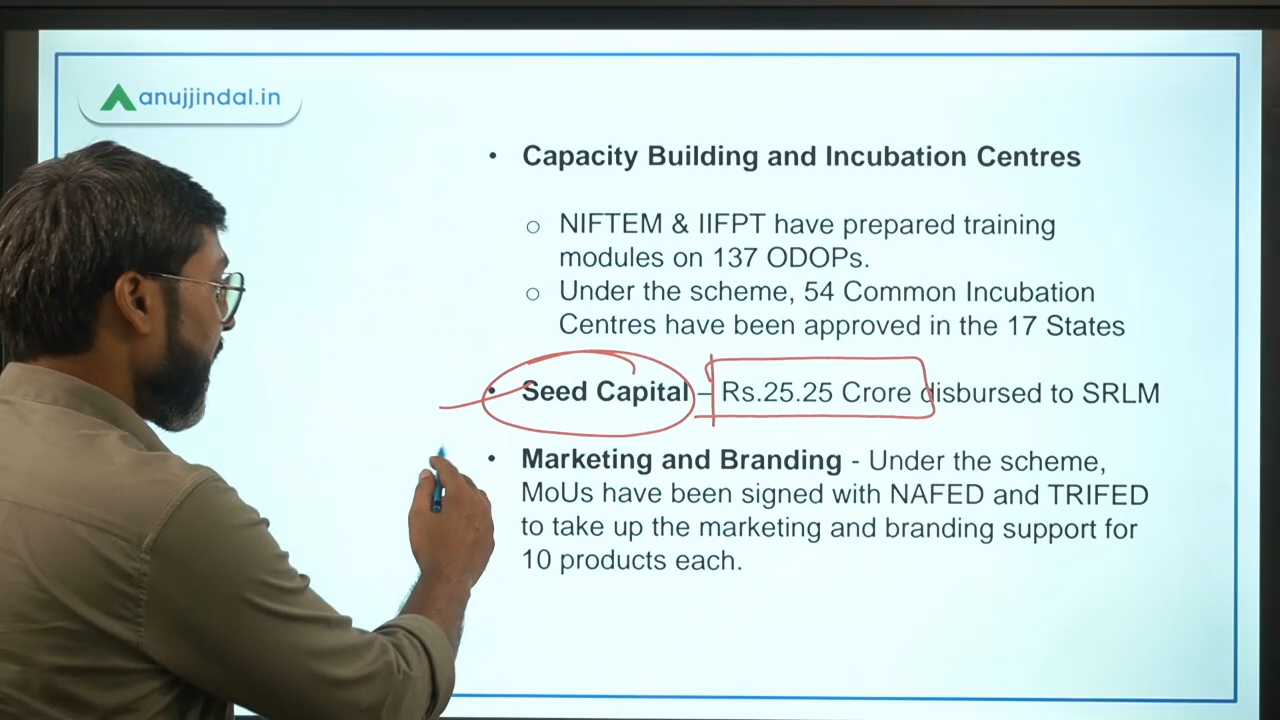 anujjindal.in
• Capacity Building and Incubation Centres
o NIFTEM & IIFPT have prepared training
modules on 137 ODOPs.
o Under the scheme, 54 Common Incubation
Centres have been approved in the 17 States
• Seed Capital – Rs.25.25 Crore disbursed to SRLM
• Marketing and Branding - Under the scheme,
MoUs have been signed with NAFED and TRIFED
to take up the marketing and branding support for
10 products each.